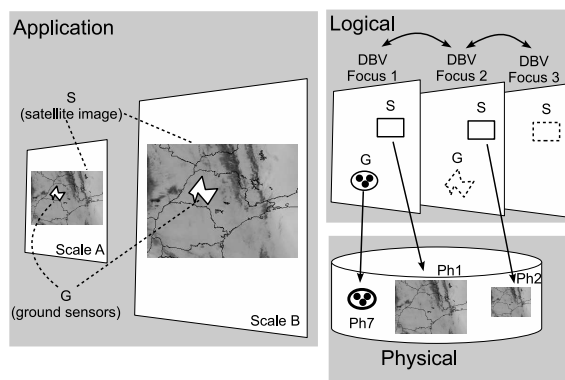 Application
S
(satellite image)
Scale A
G
(ground sensors)
Scale B
Logical
DBV
Focus 1
DBV
Focus 2
DBV
Focus 3
S
S
S
G
G
Ph1
Ph2
Ph7
Physical